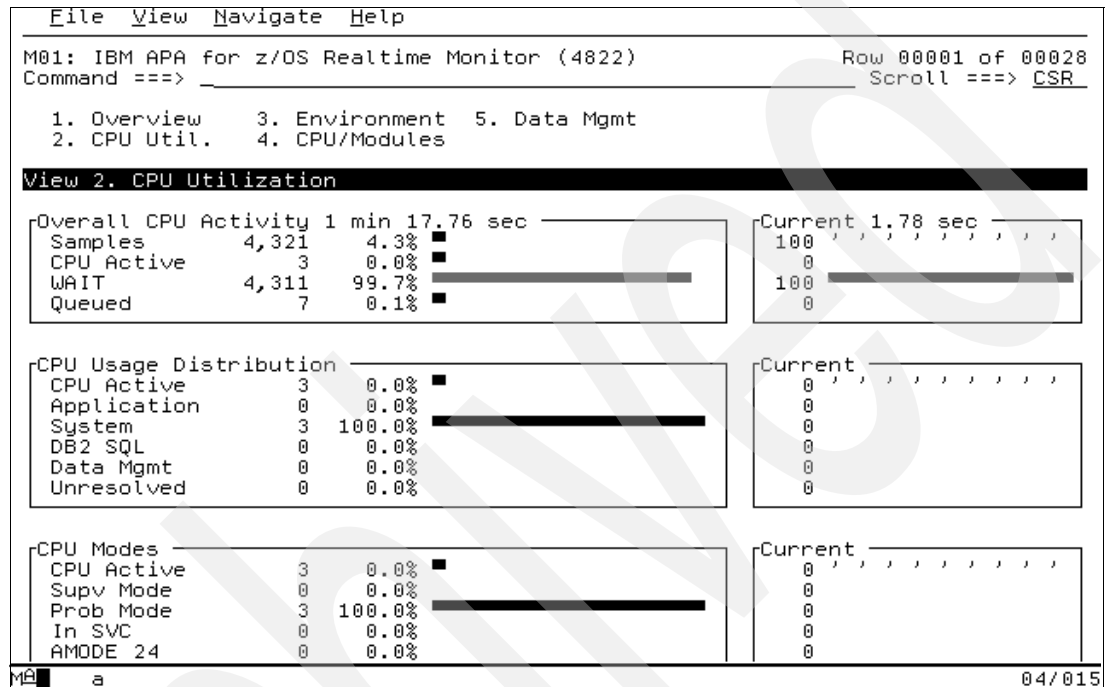 File View Navigate Help
M01: IBM APA for z/OS Realtime Monitor (4822) Row 00001 of 00028
Command ===> _ Scroll ===> CSR
1. Overview 3. Environment 5. Data Mgmt
2. CPU Util. 4. CPU/Modules
View 2. CPU Utilization
Overall CPU Activity 1 min 17.76 sec Current 1.78 sec
Samples 4,321 4.3% 100 , , , , , , , , ,
CPU Active 3 0.0% 0
WAIT 4,311 99.7% 100
Queued 7 0.1% 0
CPU Usage Distribution Current
CPU Active 3 0.0% 0 , , , , , , , , ,
Application 0 0.0% 0
System 3 100.0% 0
DB2 SQL 0 0.0% 0
Data Mgmt 0 0.0% 0
Unresolved 0 0.0% 0
CPU Modes Current
CPU Active 3 0.0% 0 , , , , , , , , ,
Supv Mode 0 0.0% 0
Prob Mode 3 100.0% 0
In SVC 0 0.0% 0
AMODE 24 0 0.0% 0
MA a 04/015